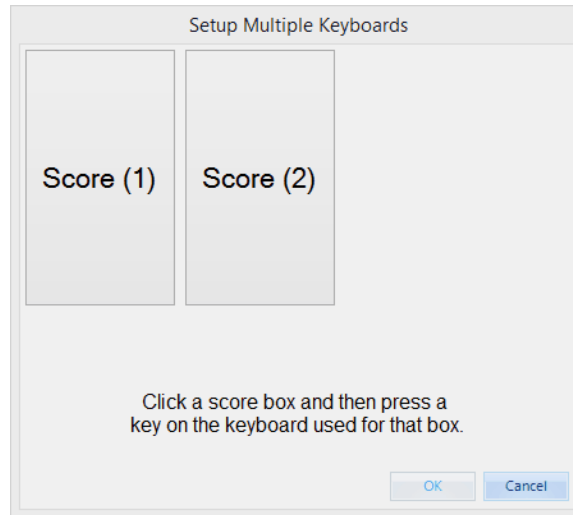 Setup Multiple Keyboards
Score (1) Score (2)
Click a score box and then press a
key on the keyboard used for that box.
OK Cancel